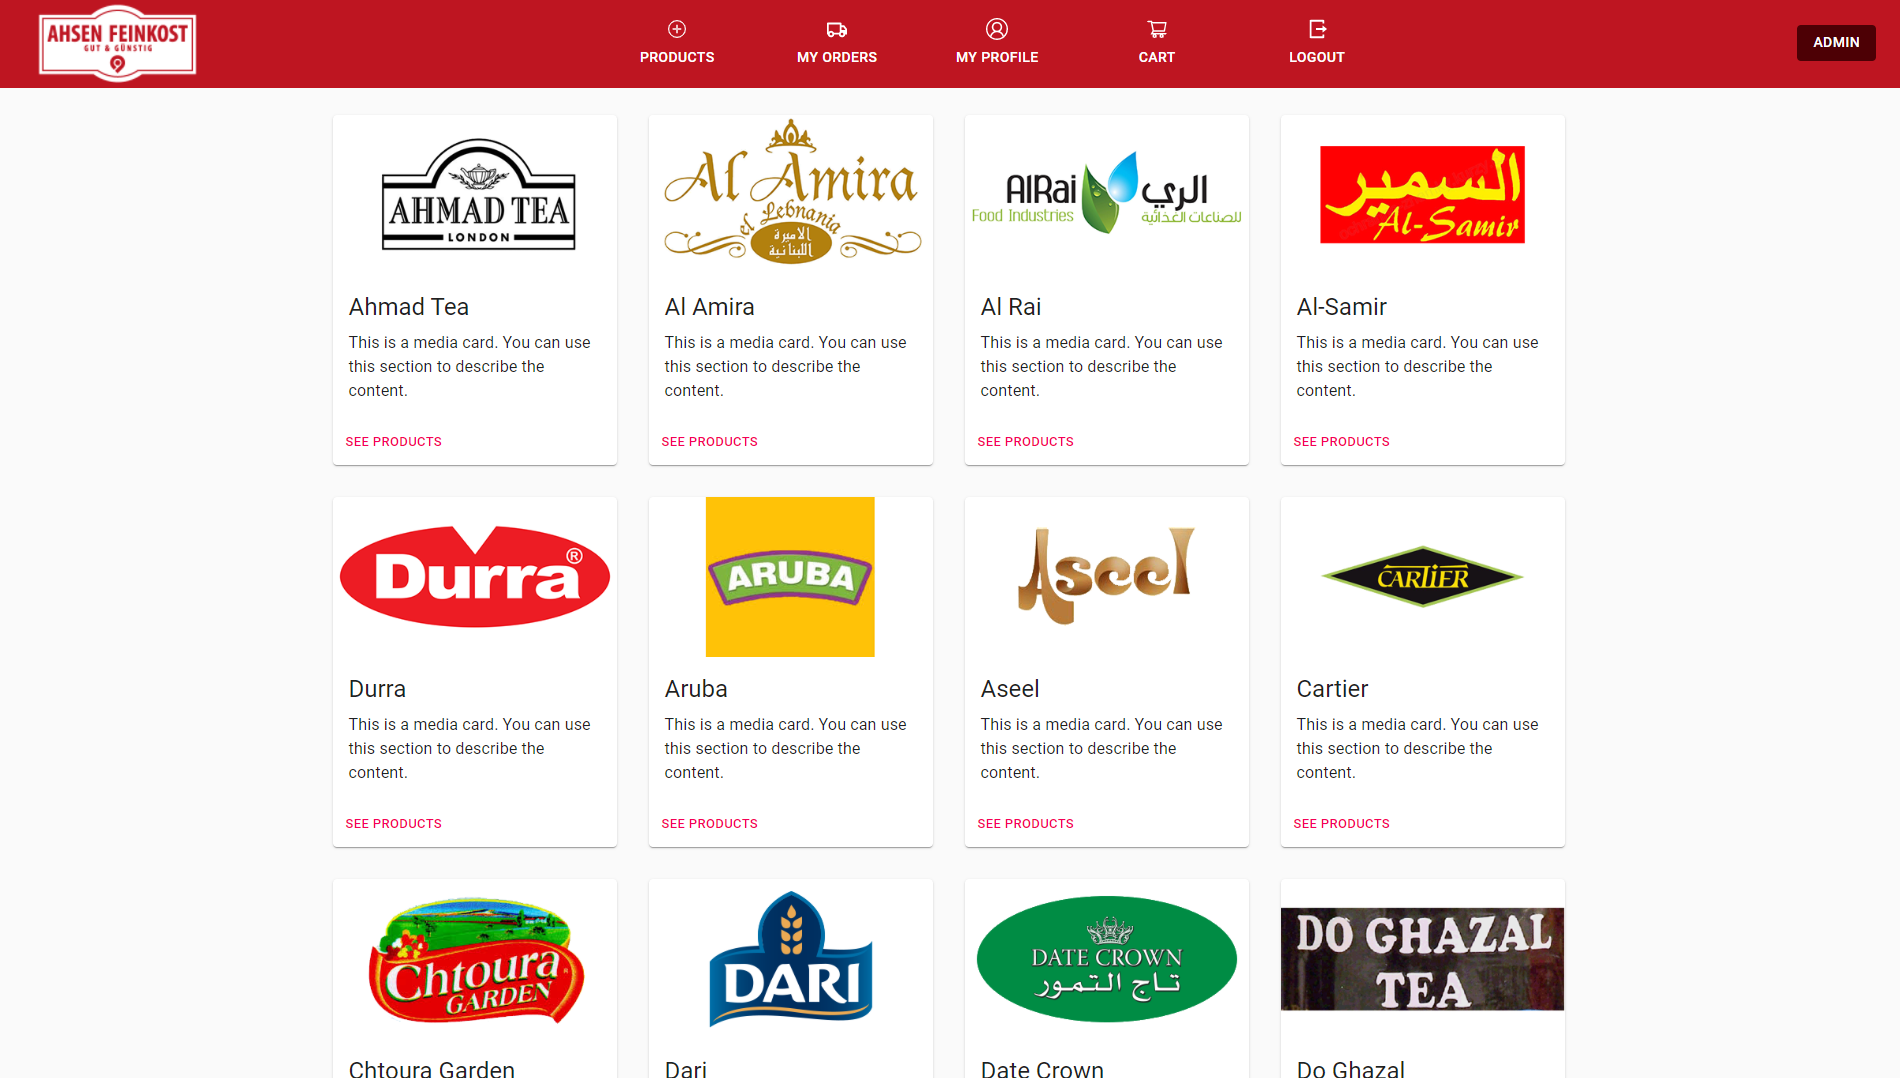 AHSEN FEINKOST
GUT & GÜNSTIG
PRODUCTS
MY ORDERS
MY PROFILE
CART
LOGOUT
ADMIN
AHMAD TEA
LONDON
Al Amira
el Lebnania
الاميرة
اللبنانية
AlRai
Food Industries
الري
للصناعات الغذائية
السمير
Al-Samir
Ahmad Tea
This is a media card. You can use
this section to describe the
content.
SEE PRODUCTS
Al Amira
This is a media card. You can use
this section to describe the
content.
SEE PRODUCTS
Al Rai
This is a media card. You can use
this section to describe the
content.
SEE PRODUCTS
Al-Samir
This is a media card. You can use
this section to describe the
content.
SEE PRODUCTS
Durra®
ARUBA
Aseel
CARTIER
Durra
This is a media card. You can use
this section to describe the
content.
SEE PRODUCTS
Aruba
This is a media card. You can use
this section to describe the
content.
SEE PRODUCTS
Aseel
This is a media card. You can use
this section to describe the
content.
SEE PRODUCTS
Cartier
This is a media card. You can use
this section to describe the
content.
SEE PRODUCTS
Chtoura
GARDEN
DARI
DATE CROWN
تاج التمور
DO GHAZAL
TEA
Chtoura Garden
Dari
Date Crown
Do Ghazal